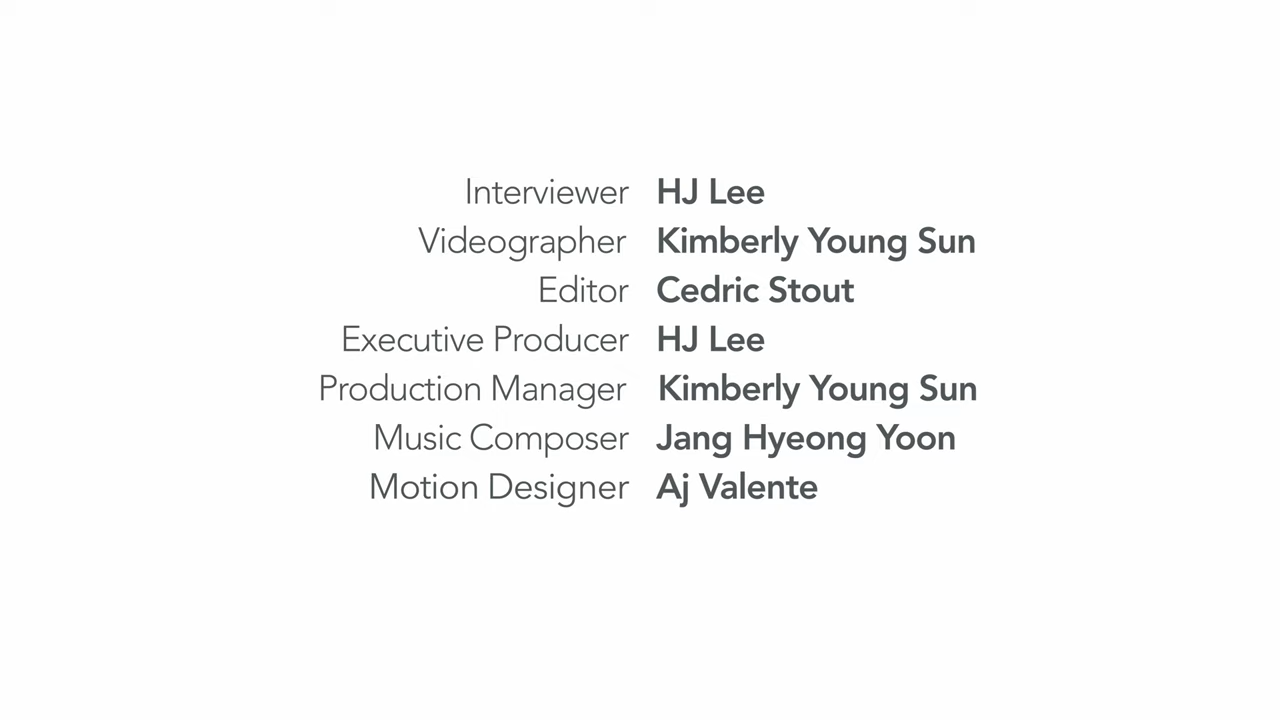 Interviewer HJ Lee
Videographer Kimberly Young Sun
Editor Cedric Stout
Executive Producer HJ Lee
Production Manager Kimberly Young Sun
Music Composer Jang Hyeong Yoon
Motion Designer Aj Valente